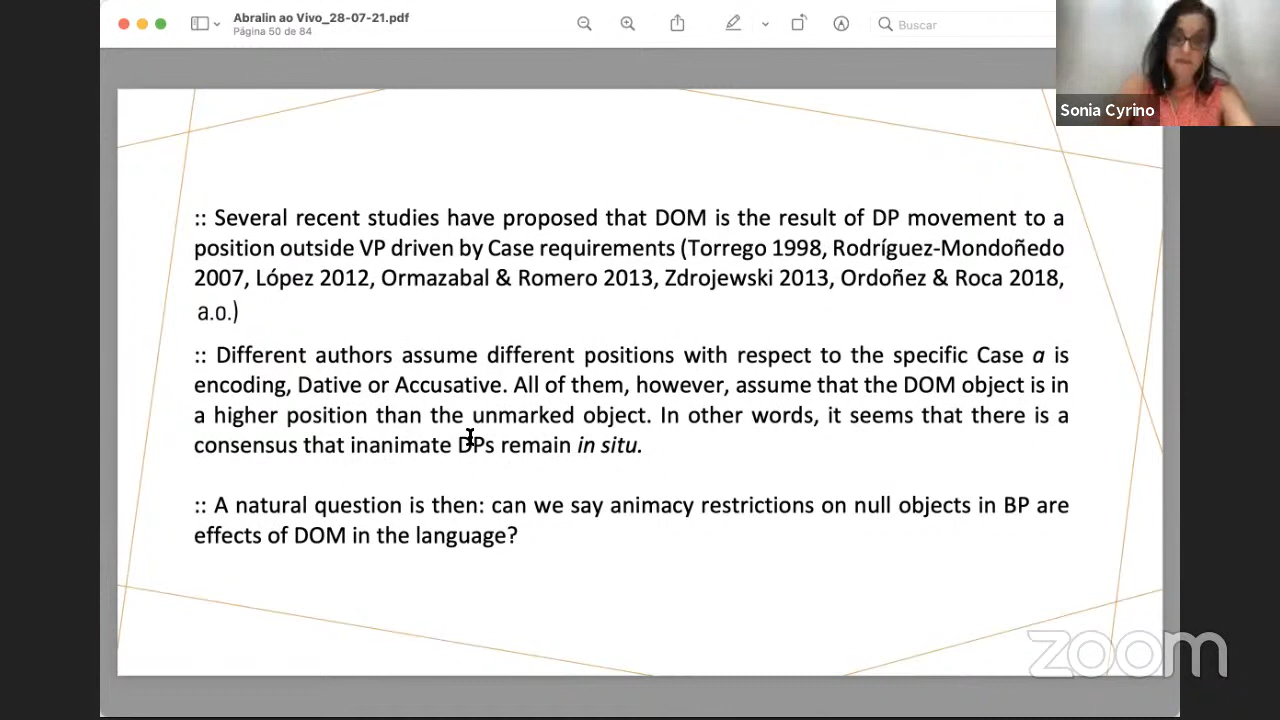 Abralin ao Vivo_28-07-21.pdf
Página 50 de 84
Buscar
Sonia Cyrino
:: Several recent studies have proposed that DOM is the result of DP movement to a
position outside VP driven by Case requirements (Torrego 1998, Rodríguez-Mondoñedo
2007, López 2012, Ormazabal & Romero 2013, Zdrojewski 2013, Ordoñez & Roca 2018,
a.o.)
:: Different authors assume different positions with respect to the specific Case a is
encoding, Dative or Accusative. All of them, however, assume that the DOM object is in
a higher position than the unmarked object. In other words, it seems that there is a
consensus that inanimate DPs remain in situ.
:: A natural question is then: can we say animacy restrictions on null objects in BP are
effects of DOM in the language?
zoom